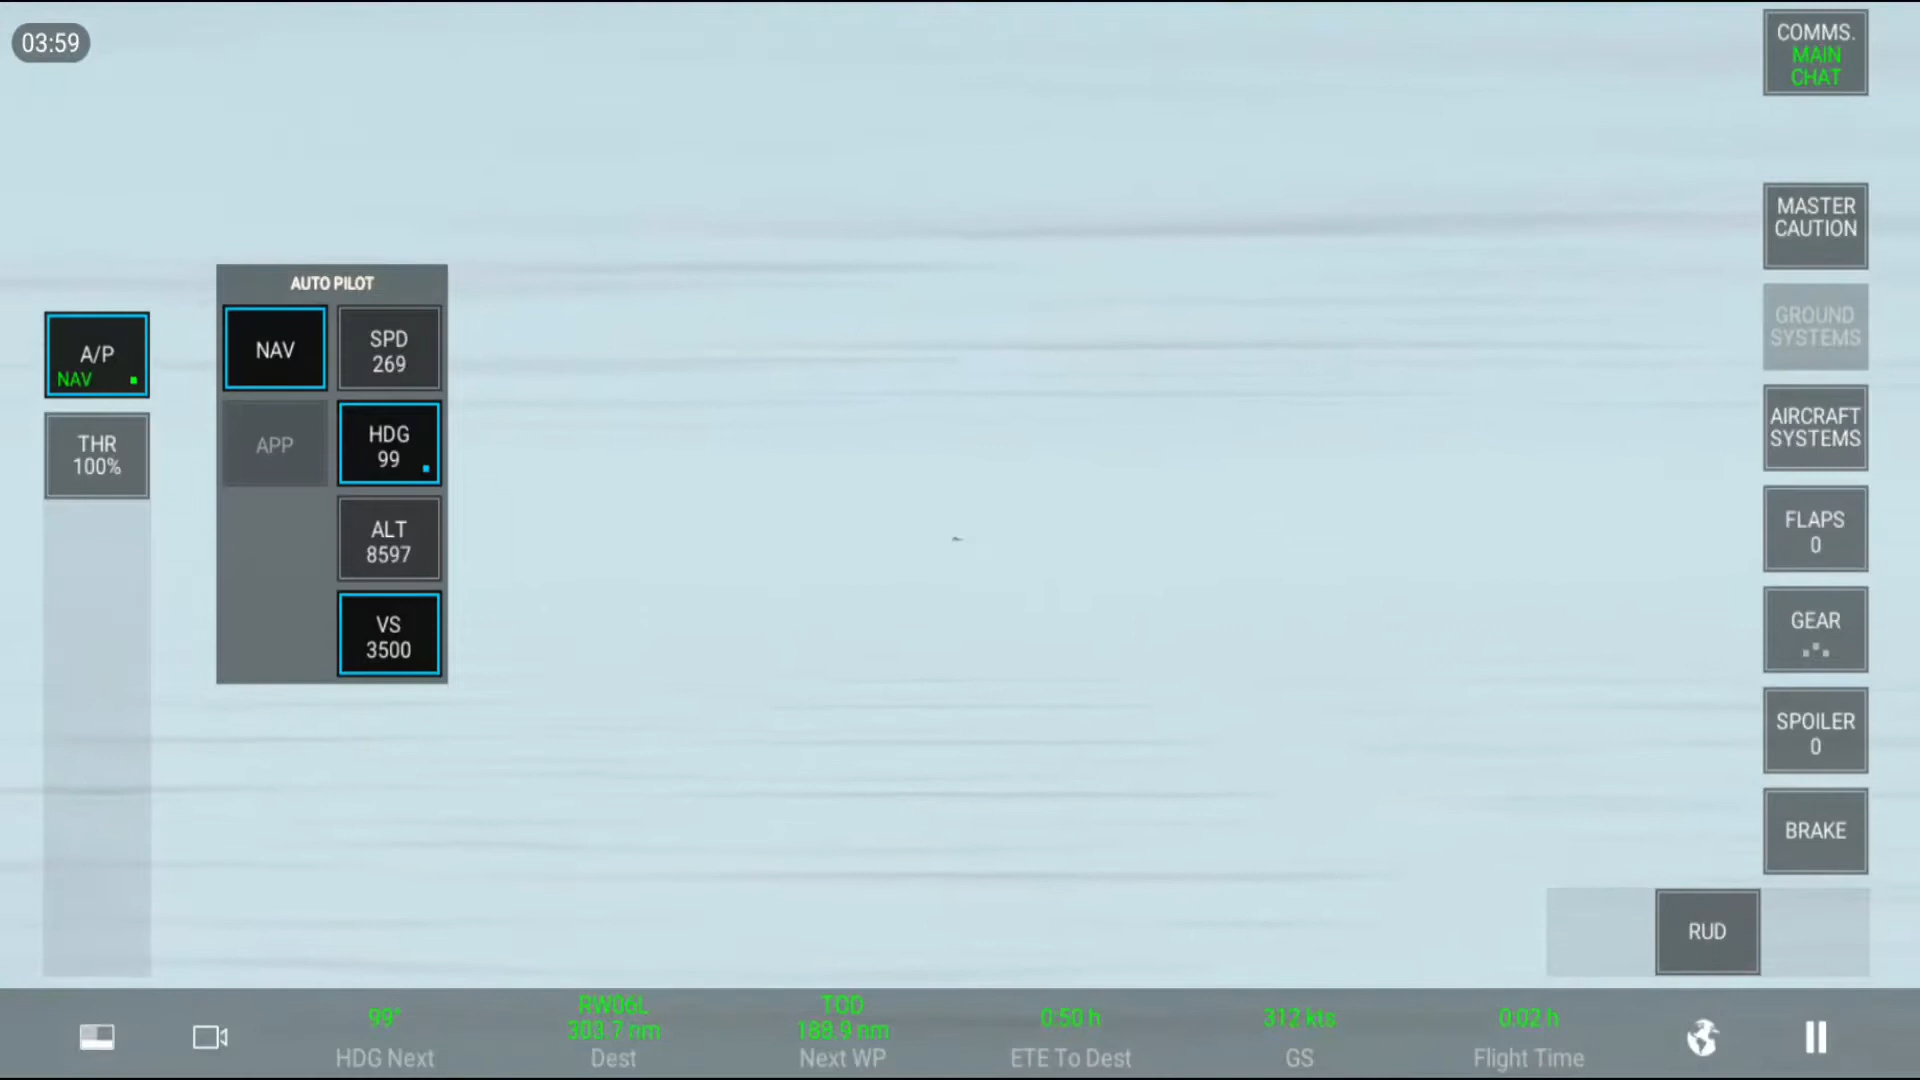 03:59
COMMS.
MAIN
CHAT
MASTER
CAUTION
GROUND
SYSTEMS
AIRCRAFT
SYSTEMS
FLAPS
0
GEAR
SPOILER
0
BRAKE
RUD
A/P
NAV
THR
100%
AUTO PILOT
NAV
SPD
269
APP
HDG
99
ALT
8597
VS
3500
99°
HDG Next
RW06L
303.7 nm
Dest
TOD
188.9 nm
Next WP
0:50 h
ETE To Dest
312 kts
GS
0:02 h
Flight Time